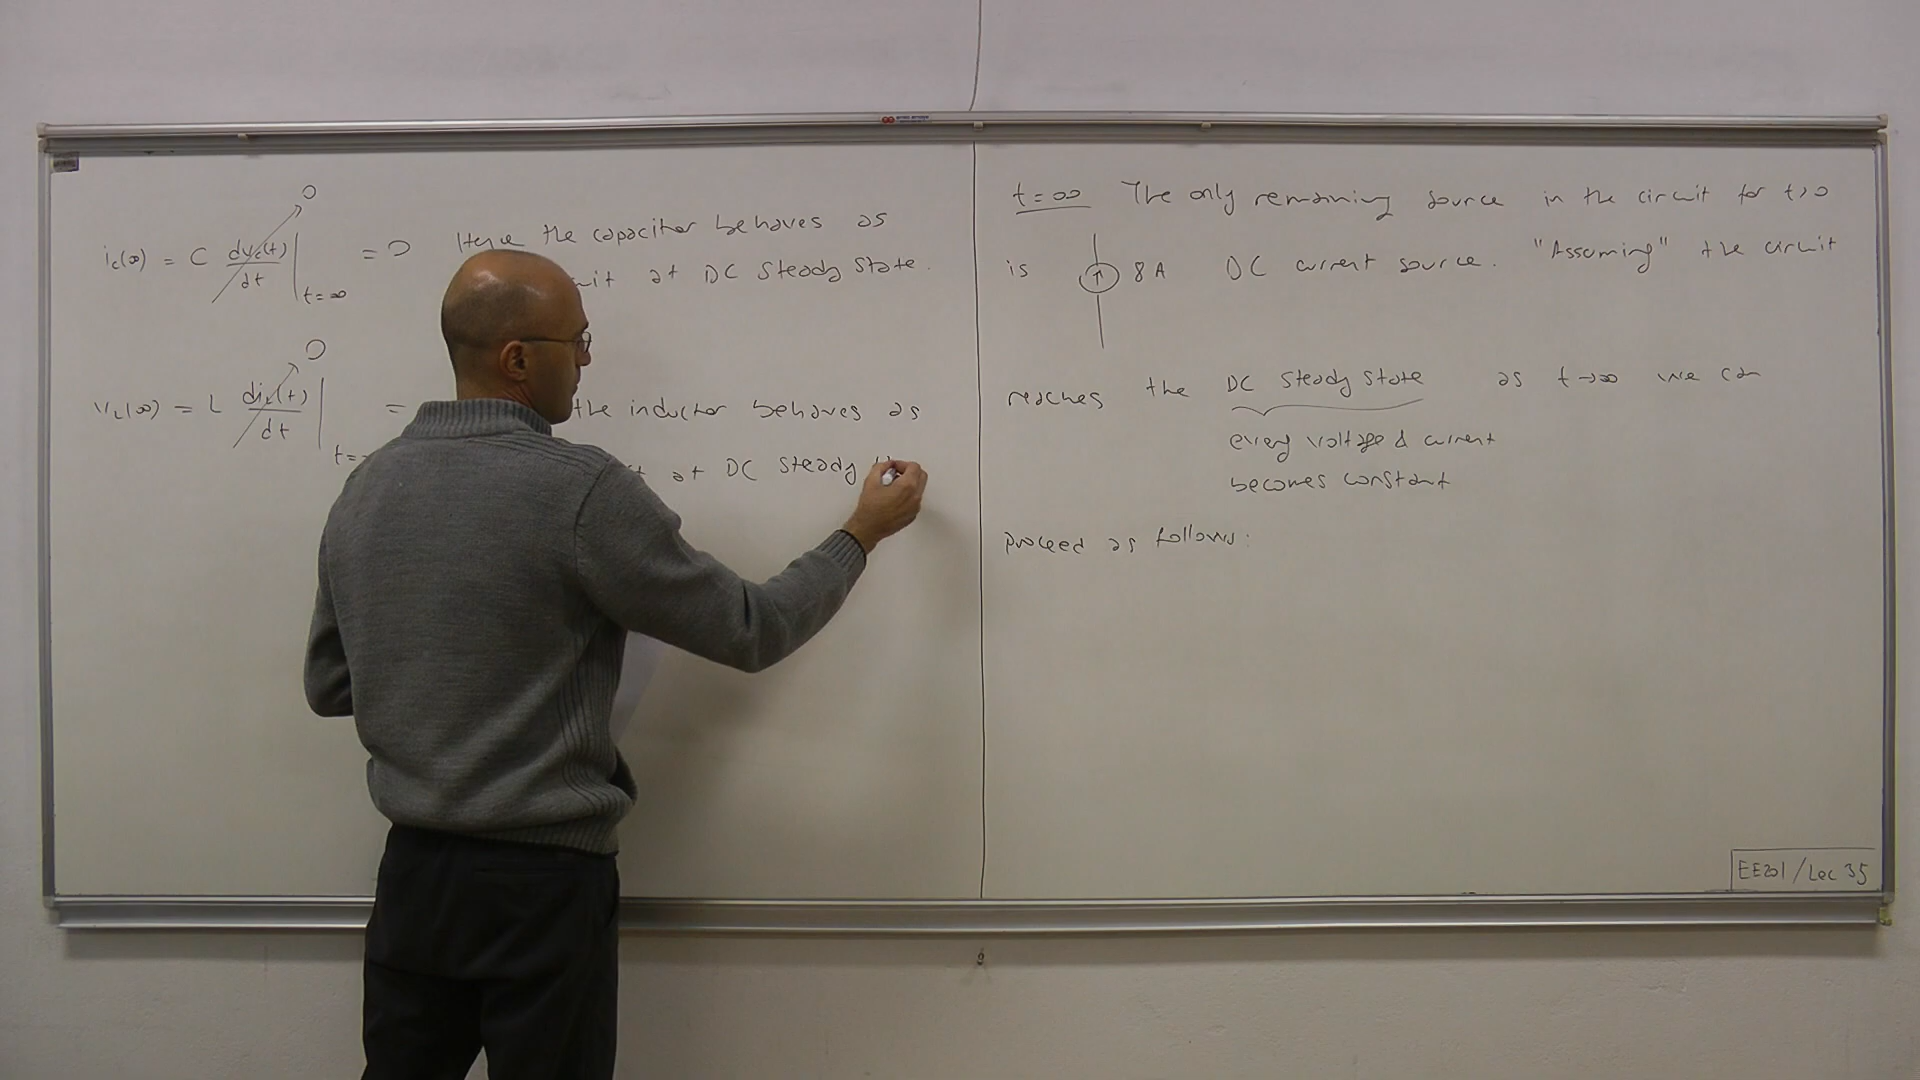 i_c(∞) = C dv_c(t)/dt |t=∞ = 0 Hence the capacitor behaves as
at DC Steady State.
v_L(∞) = L di_L(t)/dt = the inductor behaves as
at DC Steady
t=∞ The only remaining source in the circuit for t>0
is 8 A DC current source. "Assuming" the circuit
reaches the DC Steady State as t→∞ we can
every voltage & current
becomes constant
proceed as follows:
EE201/Lec 35